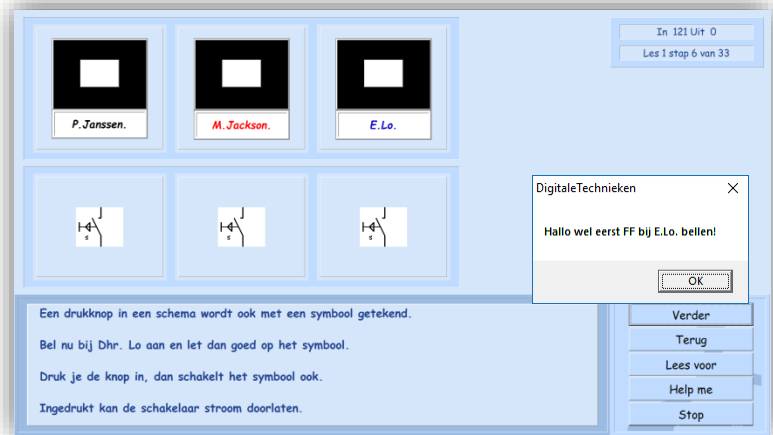 In 121 Uit 0
Les 1 stap 6 van 33
P.Janssen.
M.Jackson.
E.Lo.
s
s
s
DigitaleTechnieken
Hallo wel eerst FF bij E.Lo. bellen!
OK
Een drukknop in een schema wordt ook met een symbool getekend.
Bel nu bij Dhr. Lo aan en let dan goed op het symbool.
Druk je de knop in, dan schakelt het symbool ook.
Ingedrukt kan de schakelaar stroom doorlaten.
Verder
Terug
Lees voor
Help me
Stop